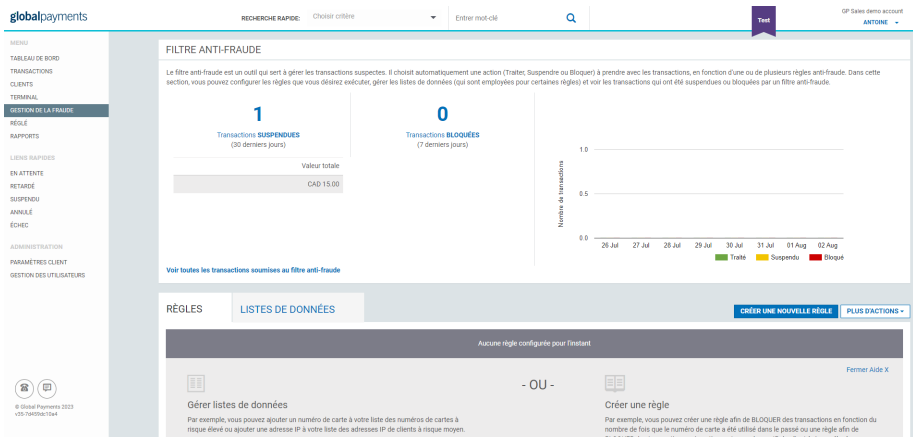 globalpayments
RECHERCHE RAPIDE:
Choisir critère
Entrer mot-clé
Test
GP Sales demo account
ANTOINE
MENU
TABLEAU DE BORD
TRANSACTIONS
CLIENTS
TERMINAL
GESTION DE LA FRAUDE
RÉGLÉ
RAPPORTS
LIENS RAPIDES
EN ATTENTE
RETARDÉ
SUSPENDU
ANNULÉ
ÉCHEC
ADMINISTRATION
PARAMÈTRES CLIENT
GESTION DES UTILISATEURS
© Global Payments 2023
FILTRE ANTI-FRAUDE
Le filtre anti-fraude est un outil qui sert à gérer les transactions suspectes. Il choisit automatiquement une action (Traiter, Suspendre ou Bloquer) à prendre avec les transactions, en fonction d'une ou de plusieurs règles anti-fraude. Dans cette
section, vous pouvez configurer les règles que vous désirez exécuter, gérer les listes de données (qui sont employées pour certaines règles) et voir les transactions qui ont été suspendues ou bloquées par un filtre anti-fraude.
1
Transactions SUSPENDUES
(30 derniers jours)
Valeur totale
CAD 15.00
0
Transactions BLOQUÉES
(7 derniers jours)
Nombre de transactions
1.0
0.5
0.0
26 Jul 27 Jul 28 Jul 29 Jul 30 Jul 31 Jul 01 Aug 02 Aug
Traité Suspendu Bloqué
Voir toutes les transactions soumises au filtre anti-fraude
RÈGLES
LISTES DE DONNÉES
CRÉER UNE NOUVELLE RÈGLE
PLUS D'ACTIONS
Aucune règle configurée pour l'instant
Fermer Aide X
Gérer listes de données
Par exemple, vous pouvez ajouter un numéro de carte à votre liste des numéros de cartes à
risque élevé ou ajouter une adresse IP à votre liste des adresses IP de clients à risque moyen.
- OU -
Créer une règle
Par exemple, vous pouvez créer une règle afin de BLOQUER des transactions en fonction du
nombre de fois que le numéro de carte a été utilisé dans le passé ou une règle afin de